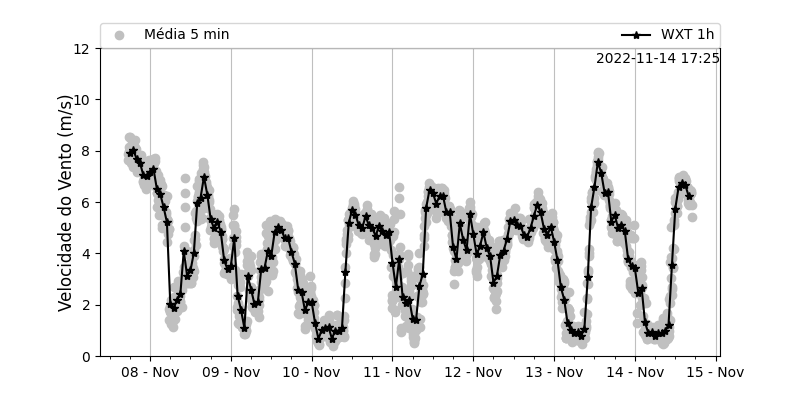 Média 5 min
WXT 1h
2022-11-14 17:25
Velocidade do Vento (m/s)
12
10
8
6
4
2
0
08 - Nov
09 - Nov
10 - Nov
11 - Nov
12 - Nov
13 - Nov
14 - Nov
15 - Nov